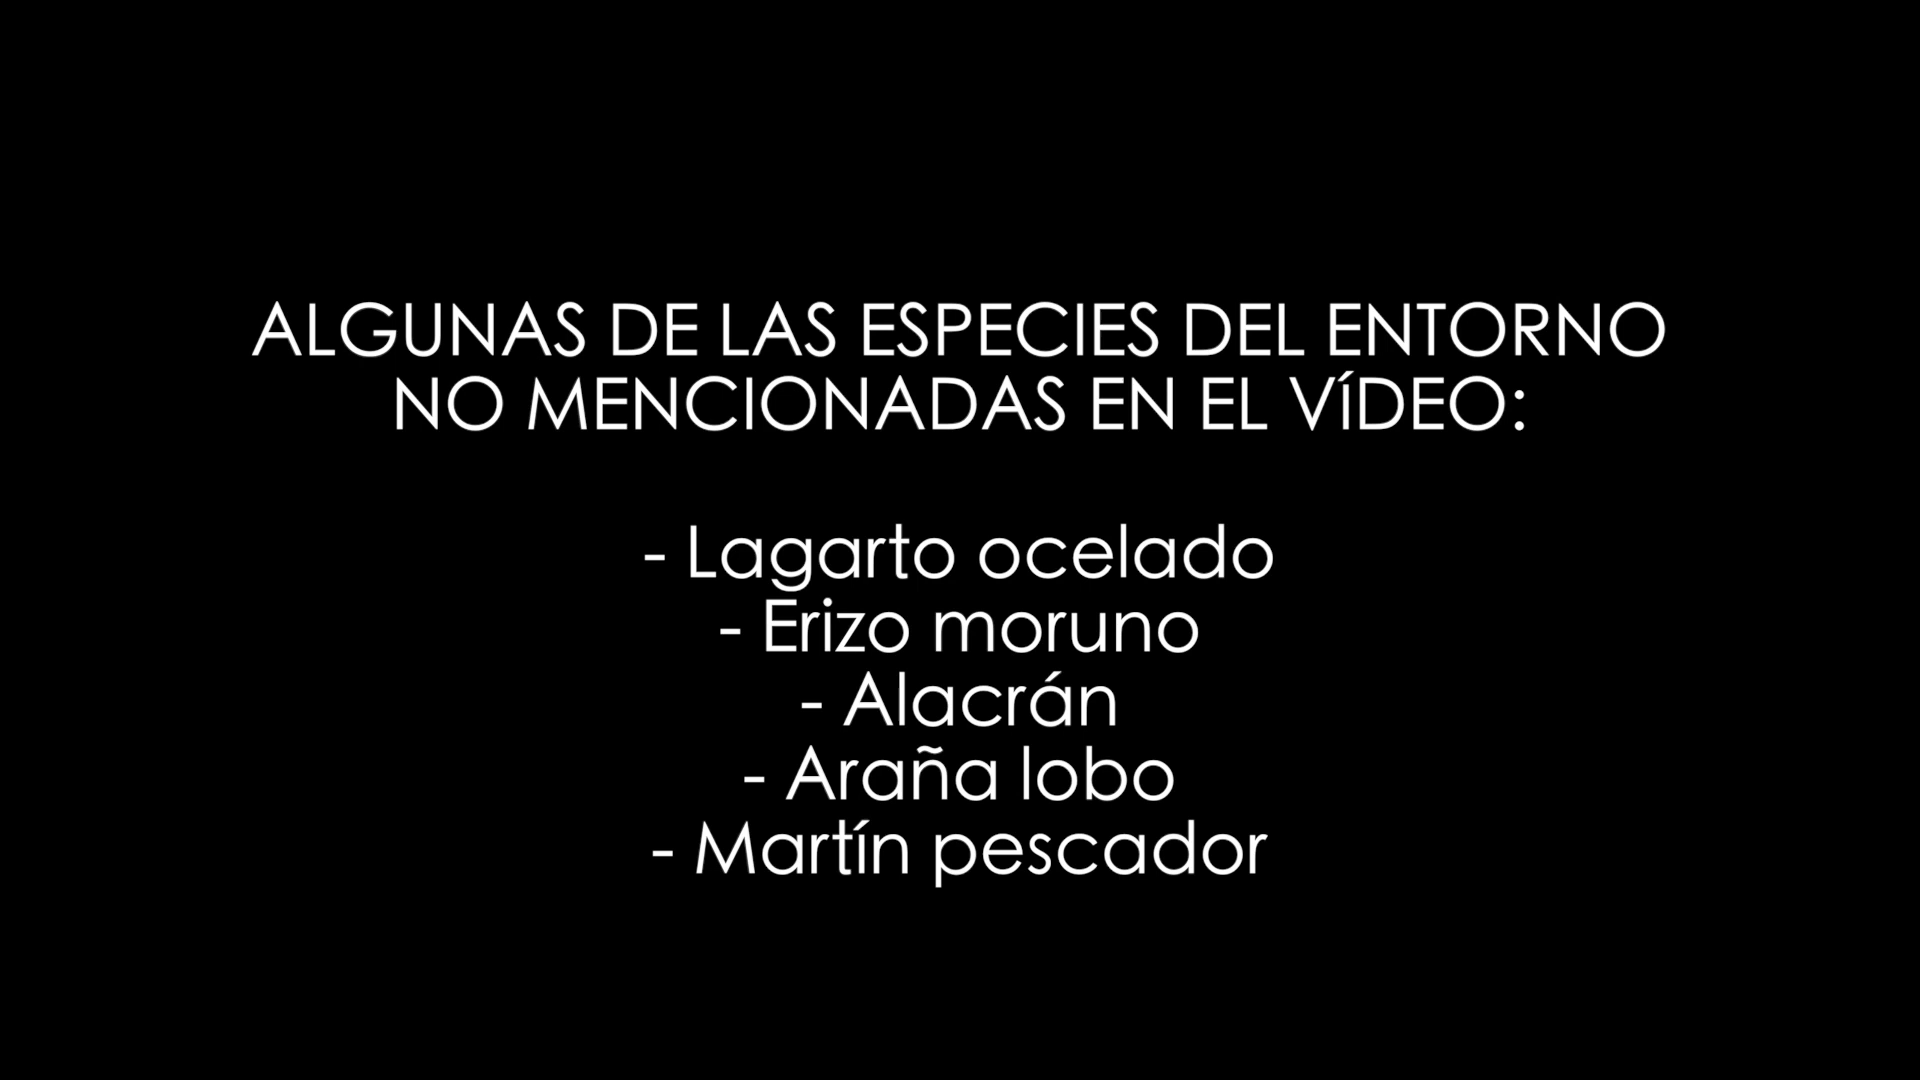 ALGUNAS DE LAS ESPECIES DEL ENTORNO
NO MENCIONADAS EN EL VíDEO:
- Lagarto ocelado
- Erizo moruno
- Alacrán
- Araña lobo
- Martín pescador